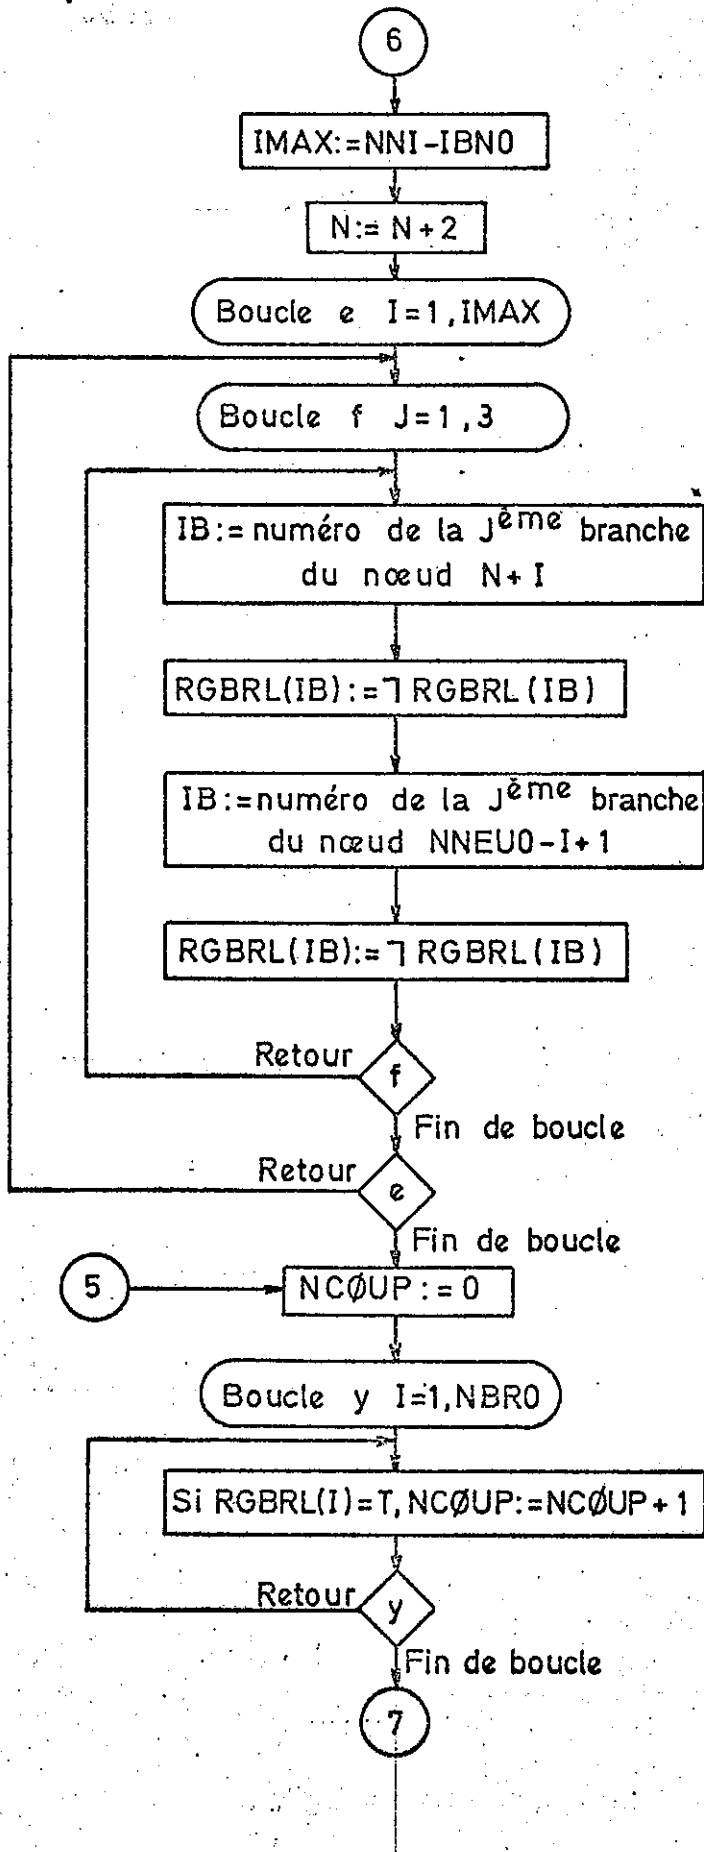 6
IMAX:=NNI-IBN0
N:= N+2
Boucle e I=1,IMAX
Boucle f J=1,3
IB:= numéro de la Jème branche
du nœud N+I
RGBRL(IB):=ℸ RGBRL(IB)
IB:=numéro de la Jème branche
du nœud NNEU0-I+1
RGBRL(IB):=ℸ RGBRL(IB)
Retour
f
Fin de boucle
Retour
e
Fin de boucle
5
NCØUP:=0
Boucle y I=1,NBR0
Si RGBRL(I)=T, NCØUP:=NCØUP+1
Retour
y
Fin de boucle
7